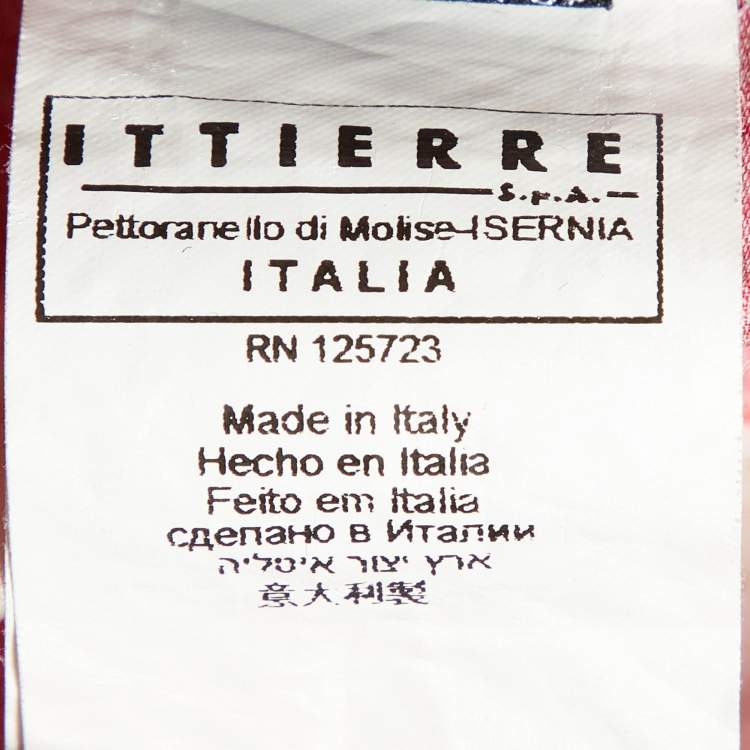 ITTIERRE
S.p.A.
Pettoranello di Molise-ISERNIA
ITALIA
RN 125723
Made in Italy
Hecho en Italia
Feito em Italia
сделано в Италии
ארץ יצור איטליה
意大利製